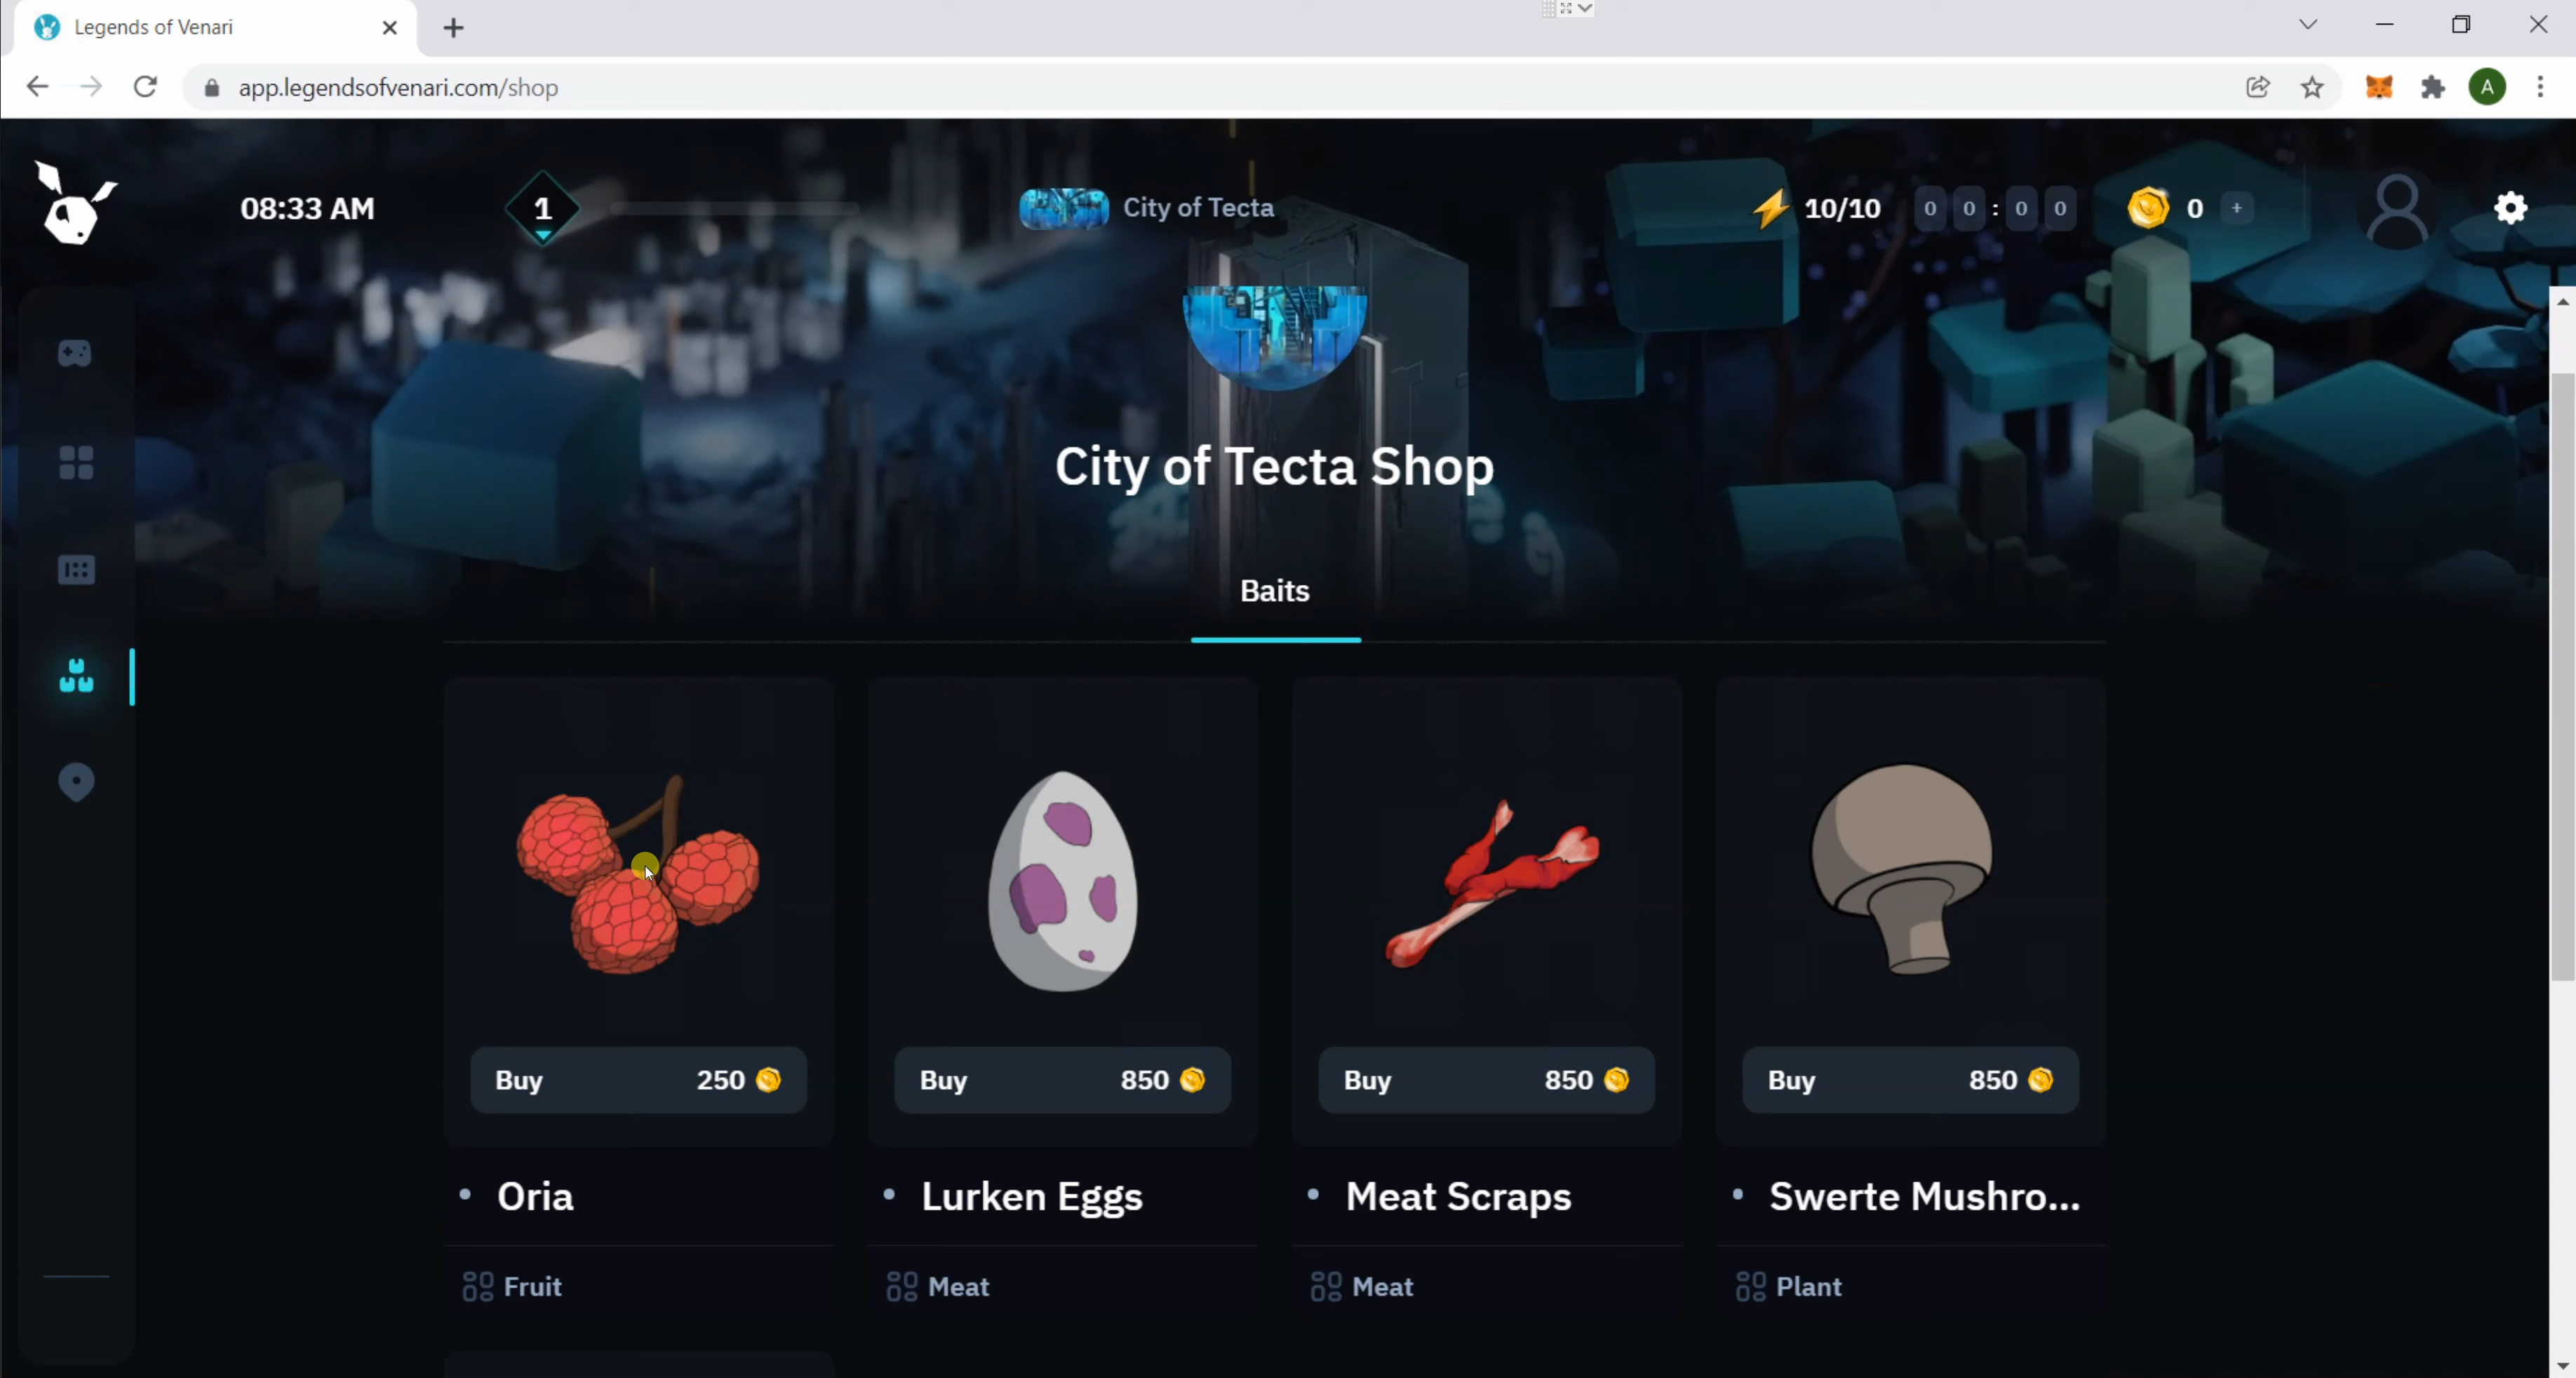 Legends of Venari
app.legendsofvenari.com/shop
A
08:33 AM
1
City of Tecta
10/10
0 0 : 0 0
0 +
City of Tecta Shop
Baits
Buy 250
Buy 850
Buy 850
Buy 850
• Oria
• Lurken Eggs
• Meat Scraps
• Swerte Mushro...
Fruit
Meat
Meat
Plant